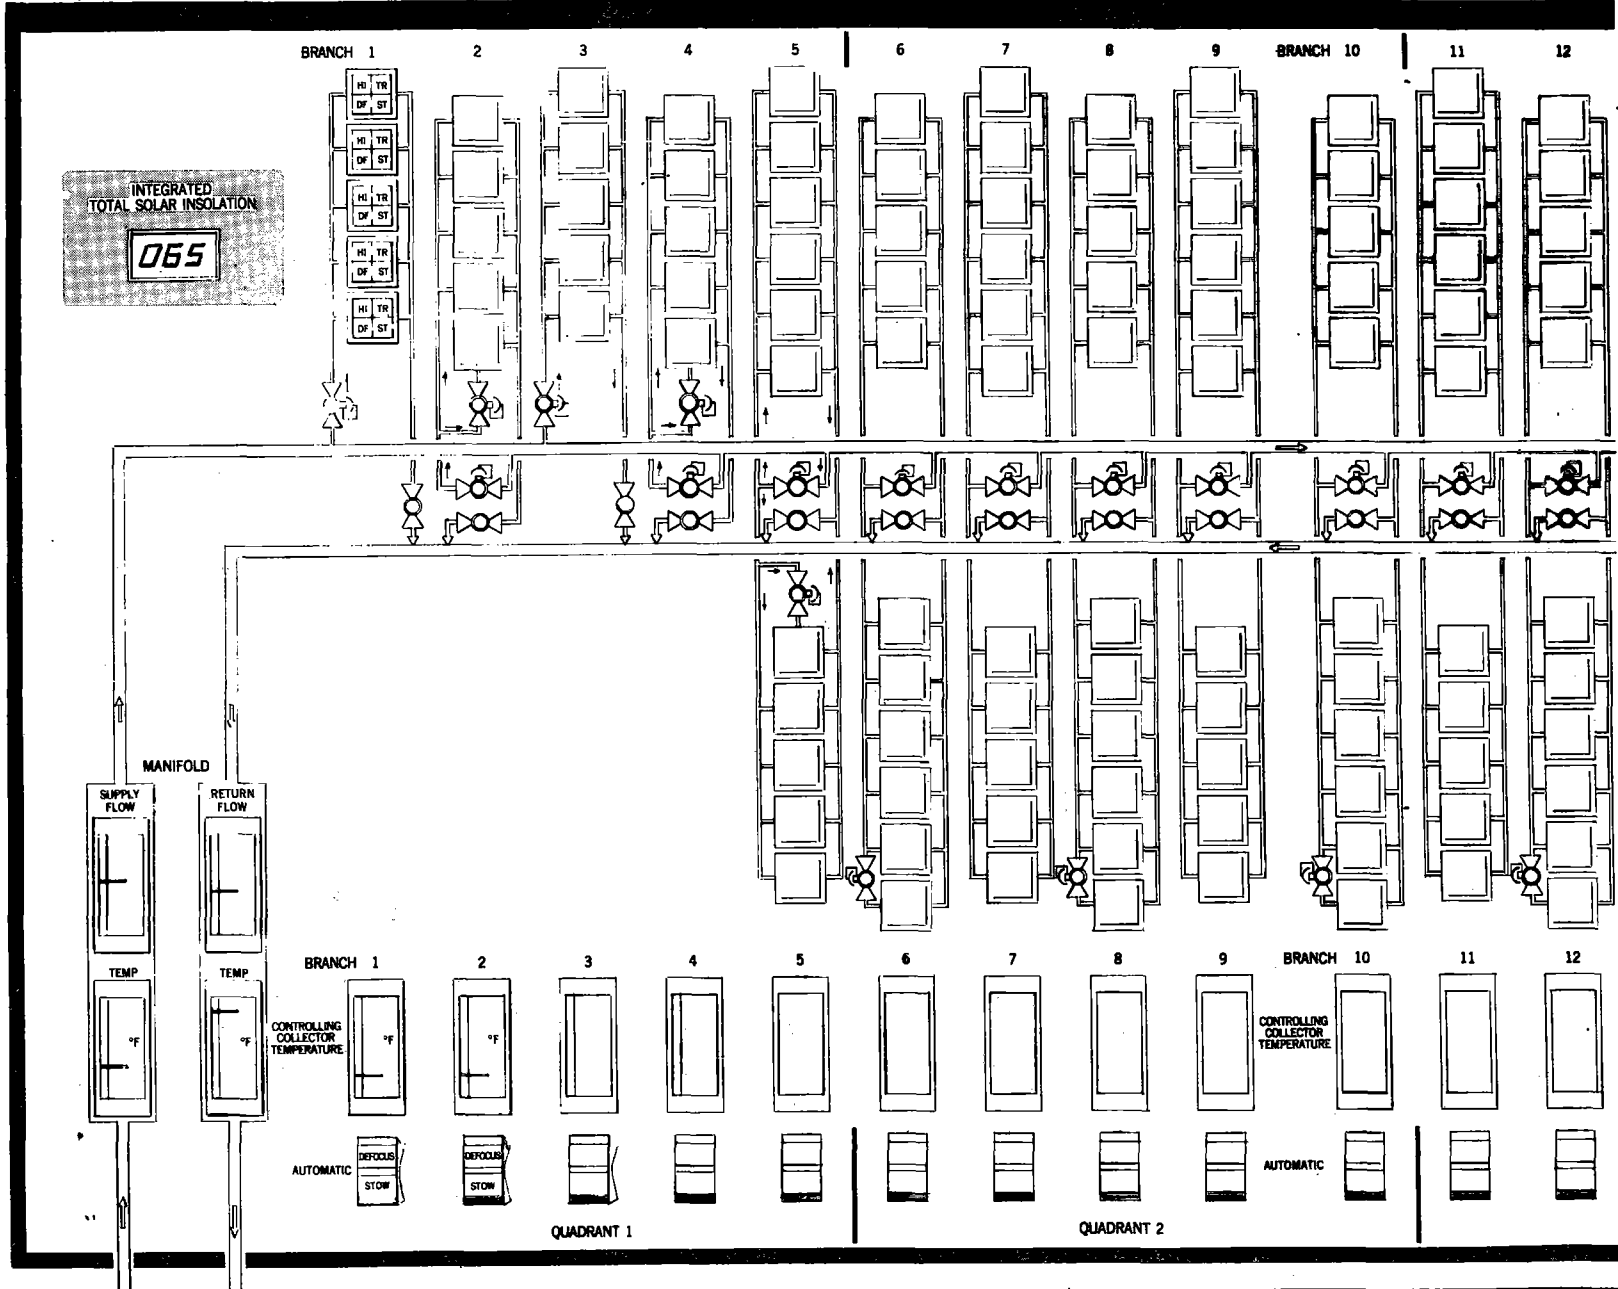 BRANCH 1 2 3 4 5 6 7 8 9 BRANCH 10 11 12
HI TR
DF ST
HI TR
DF ST
HI TR
DF ST
HI TR
DF ST
HI TR
DF ST
INTEGRATED
TOTAL SOLAR INSOLATION
065
MANIFOLD
SUPPLY
FLOW
RETURN
FLOW
TEMP
TEMP
°F
°F
BRANCH 1 2 3 4 5 6 7 8 9 BRANCH 10 11 12
CONTROLLING
COLLECTOR
TEMPERATURE
°F
°F
CONTROLLING
COLLECTOR
TEMPERATURE
AUTOMATIC
DEFOCUS
STOW
DEFOCUS
STOW
AUTOMATIC
QUADRANT 1
QUADRANT 2